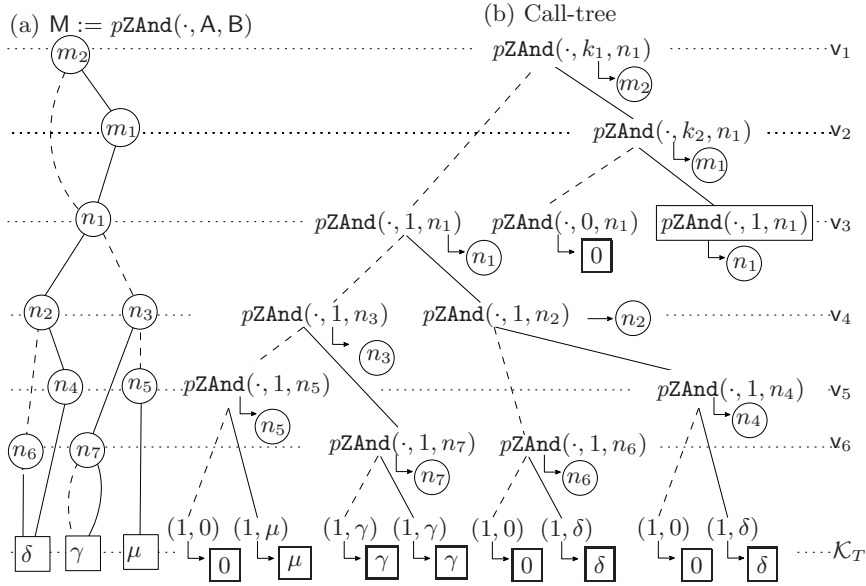 (a) M := pZAnd(·, A, B)
(b) Call-tree
m₂
pZAnd(·, k₁, n₁)
m₂
v₁
m₁
pZAnd(·, k₂, n₁)
m₁
v₂
n₁
pZAnd(·, 1, n₁)
n₁
pZAnd(·, 0, n₁)
0
pZAnd(·, 1, n₁)
n₁
v₃
n₂
n₃
pZAnd(·, 1, n₃)
n₃
pZAnd(·, 1, n₂)
n₂
v₄
n₄
n₅
pZAnd(·, 1, n₅)
n₅
pZAnd(·, 1, n₄)
n₄
v₅
n₆
n₇
pZAnd(·, 1, n₇)
n₇
pZAnd(·, 1, n₆)
n₆
v₆
(1, 0)
(1, μ)
(1, γ)
(1, γ)
(1, 0)
(1, δ)
(1, 0)
(1, δ)
δ
γ
μ
0
μ
γ
γ
0
δ
0
δ
𝒦_T